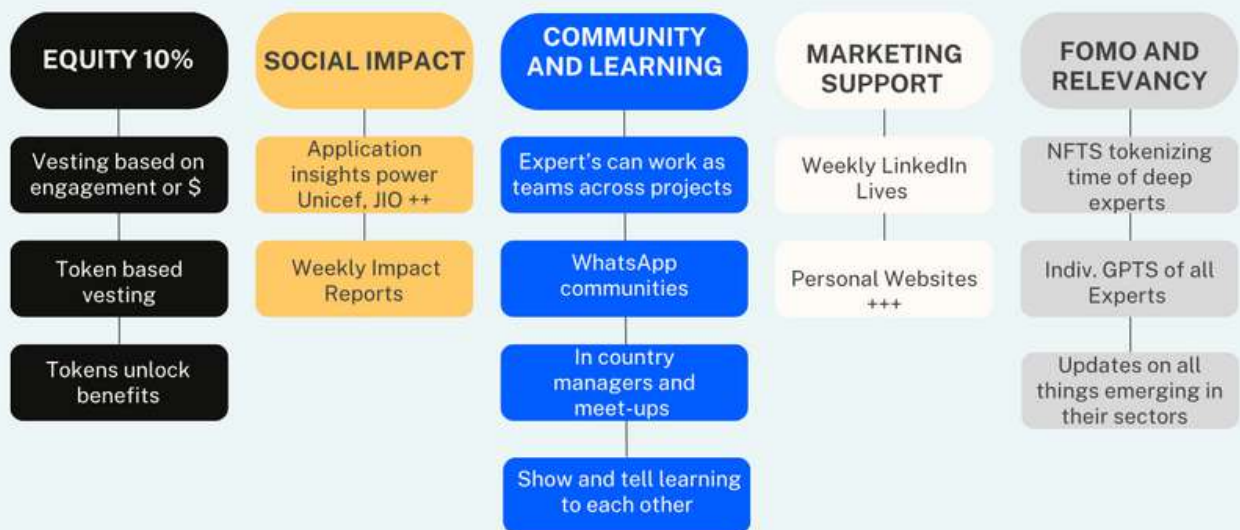 EQUITY 10%
Vesting based on
engagement or $
Token based
vesting
Tokens unlock
benefits
SOCIAL IMPACT
Application
insights power
Unicef, JIO ++
Weekly Impact
Reports
COMMUNITY
AND LEARNING
Expert's can work as
teams across projects
WhatsApp
communities
In country
managers and
meet-ups
Show and tell learning
to each other
MARKETING
SUPPORT
Weekly LinkedIn
Lives
Personal Websites
+++
FOMO AND
RELEVANCY
NFTS tokenizing
time of deep
experts
Indiv. GPTS of all
Experts
Updates on all
things emerging in
their sectors